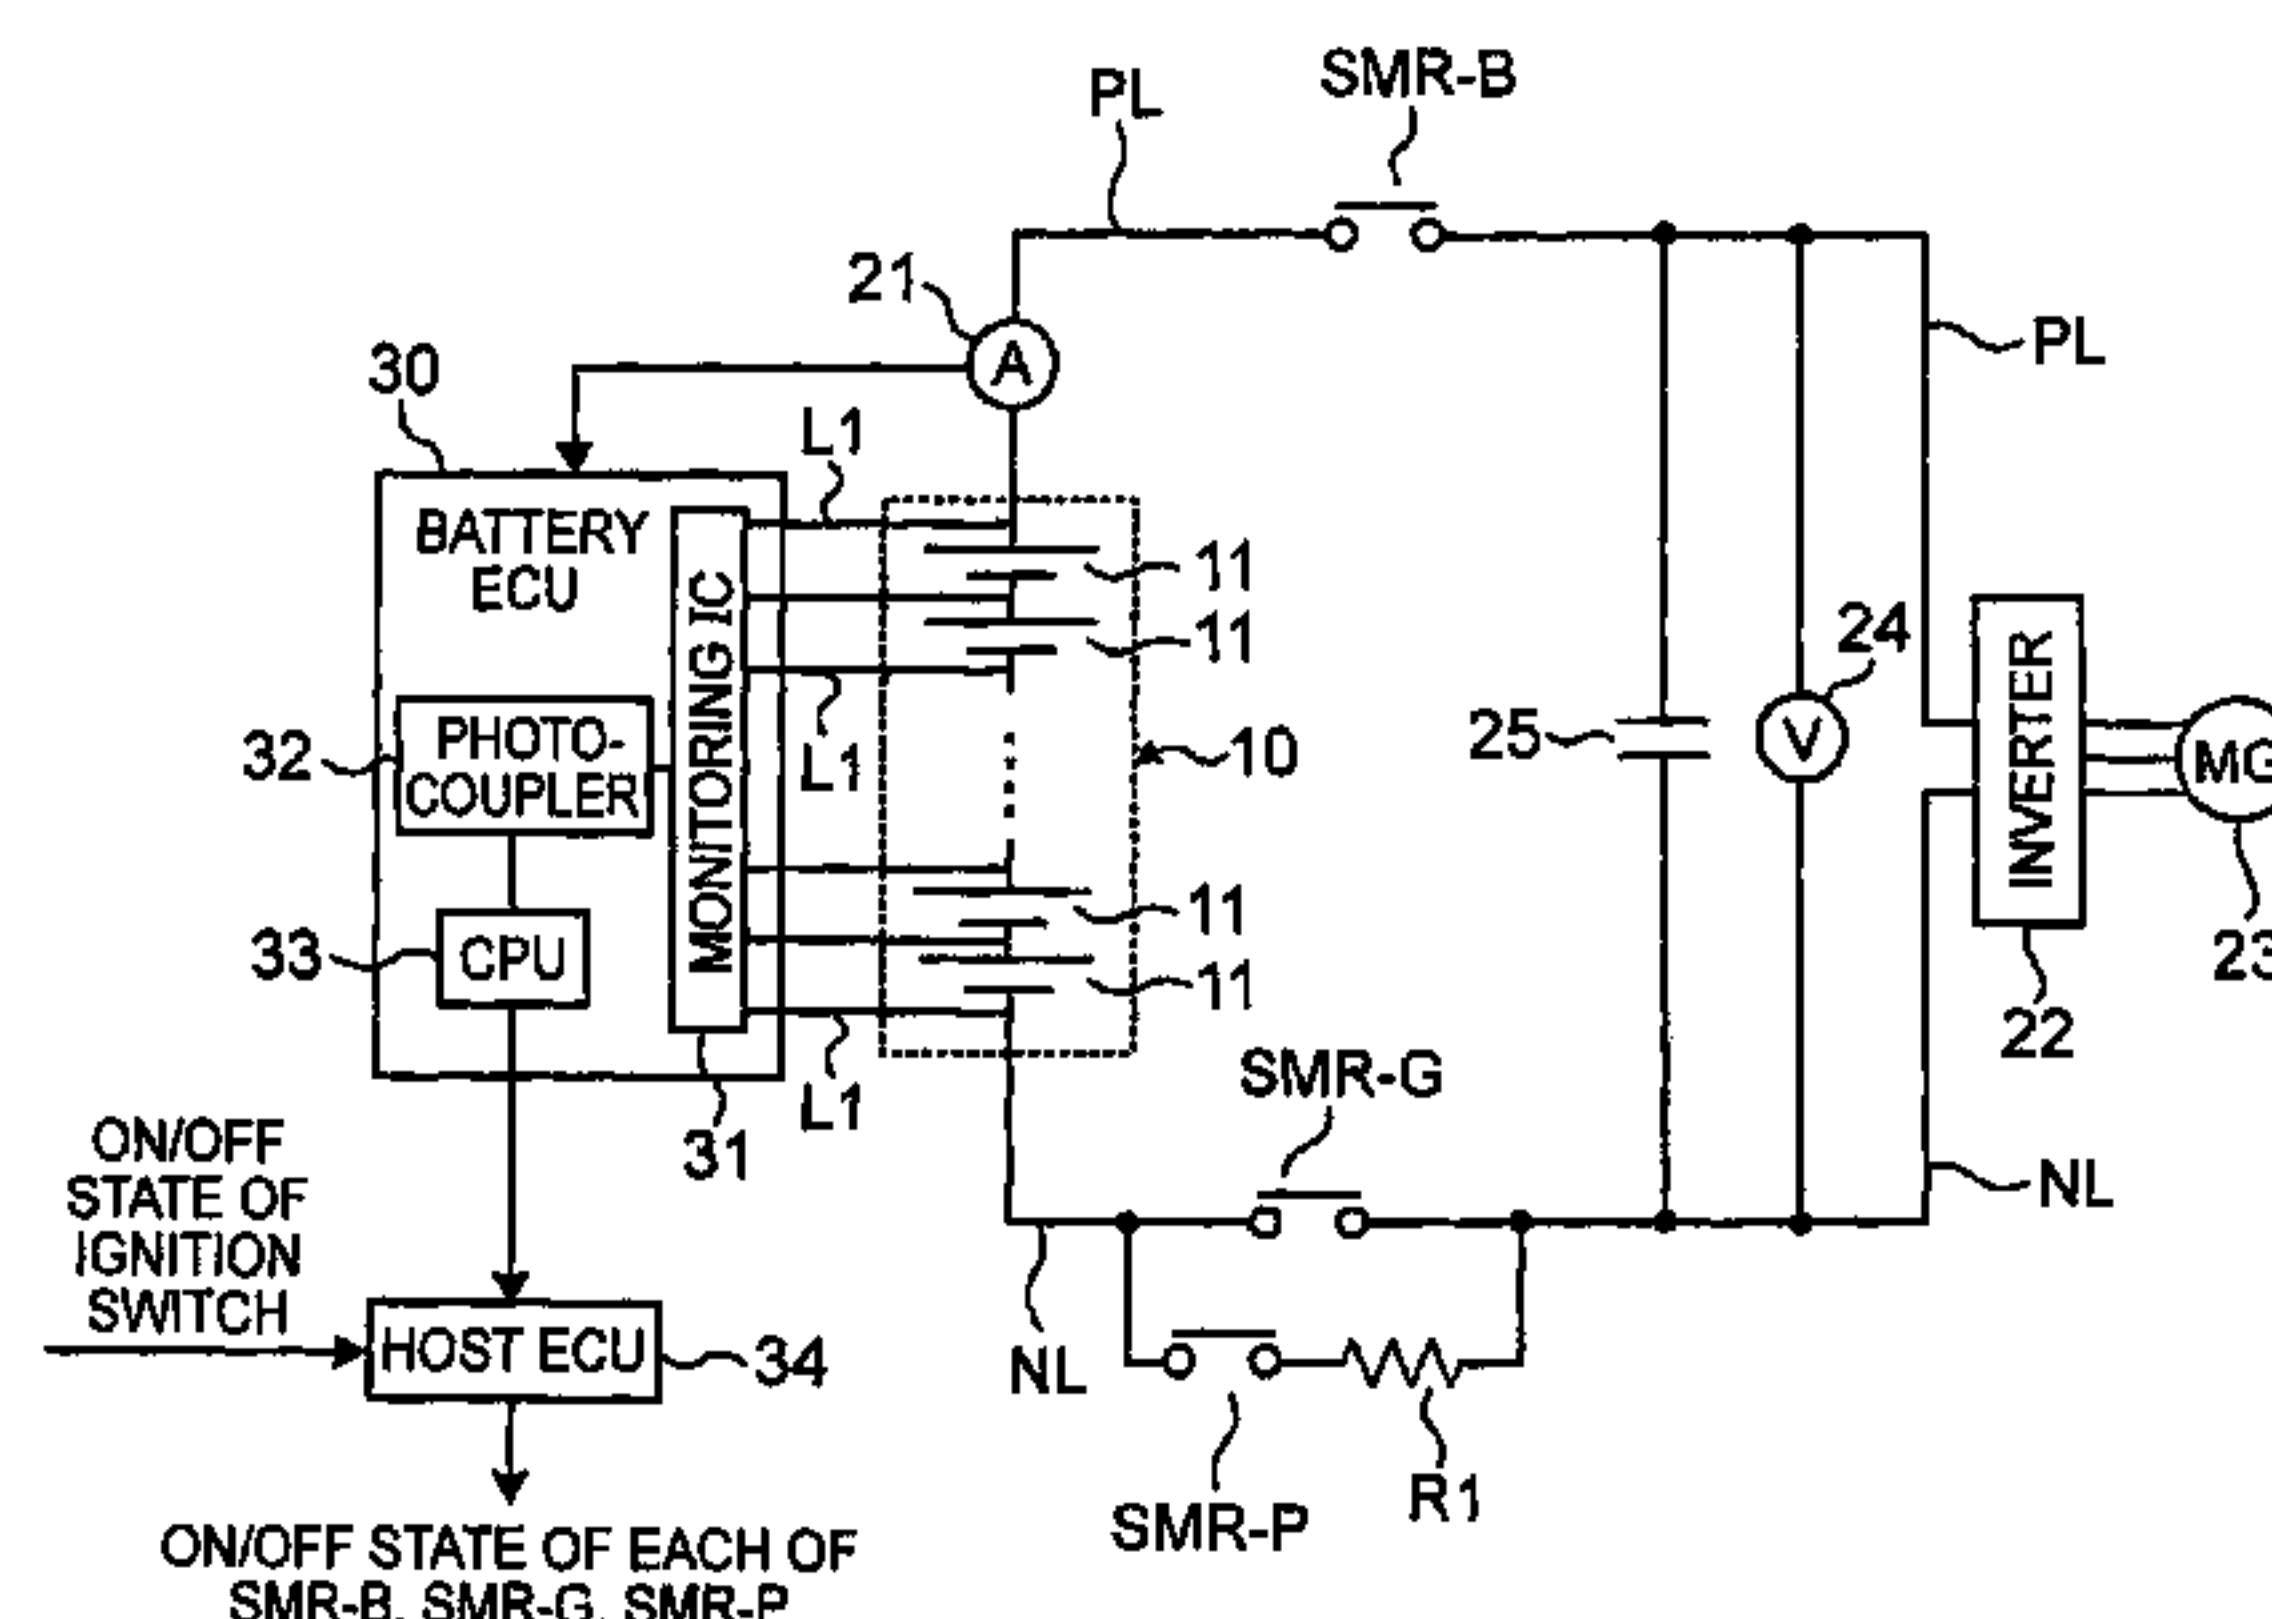 SMR-B
PL
21
A
PL
30
L1
BATTERY
ECU
MONITORING IC
11
11
24
32
PHOTO-
COUPLER
L1
10
25
V
INVERTER
MG
11
33
CPU
11
23
22
L1
31
SMR-G
NL
ON/OFF
STATE OF
IGNITION
SWITCH
HOST ECU
34
NL
R1
SMR-P
ON/OFF STATE OF EACH OF
SMR-B, SMR-G, SMR-P